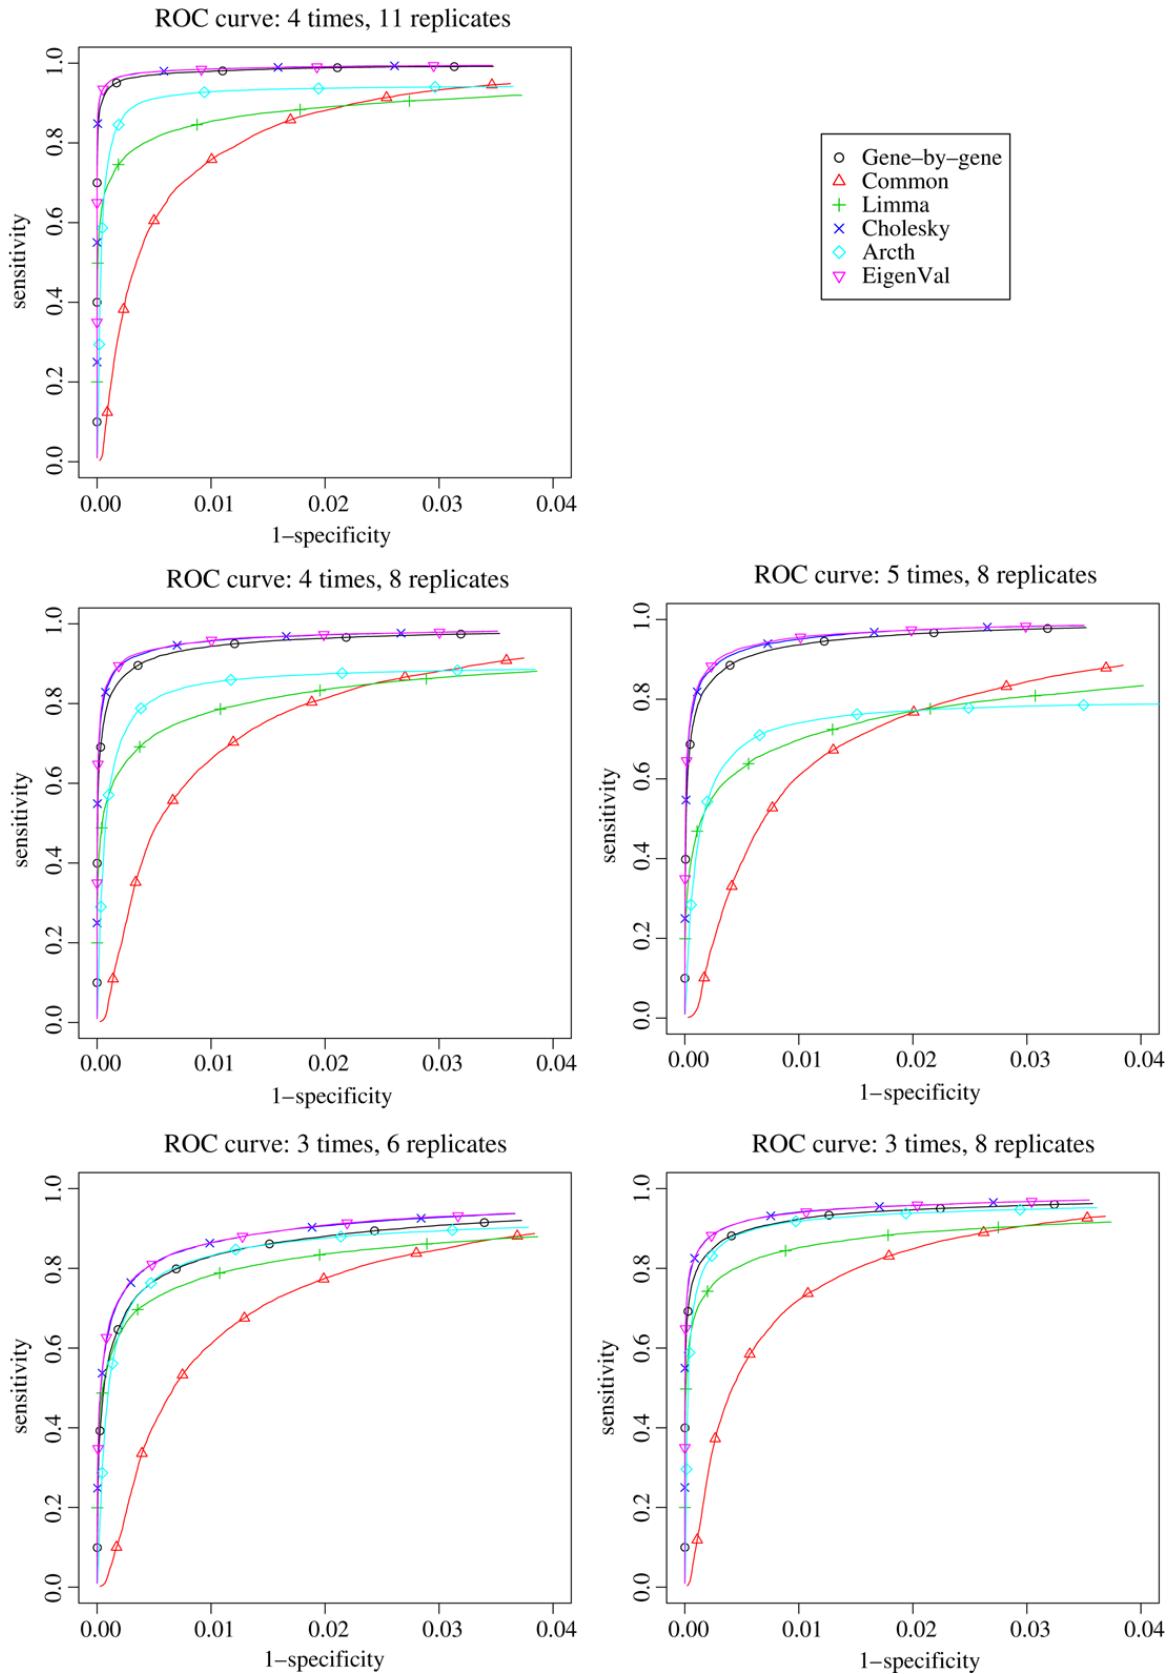 ROC curve: 4 times, 11 replicates
sensitivity
0.0 0.2 0.4 0.6 0.8 1.0
0.00 0.01 0.02 0.03 0.04
1−specificity
Gene−by−gene
Common
Limma
Cholesky
Arcth
EigenVal
ROC curve: 4 times, 8 replicates
sensitivity
0.0 0.2 0.4 0.6 0.8 1.0
0.00 0.01 0.02 0.03 0.04
1−specificity
ROC curve: 5 times, 8 replicates
sensitivity
0.0 0.2 0.4 0.6 0.8 1.0
0.00 0.01 0.02 0.03 0.04
1−specificity
ROC curve: 3 times, 6 replicates
sensitivity
0.0 0.2 0.4 0.6 0.8 1.0
0.00 0.01 0.02 0.03 0.04
1−specificity
ROC curve: 3 times, 8 replicates
sensitivity
0.0 0.2 0.4 0.6 0.8 1.0
0.00 0.01 0.02 0.03 0.04
1−specificity